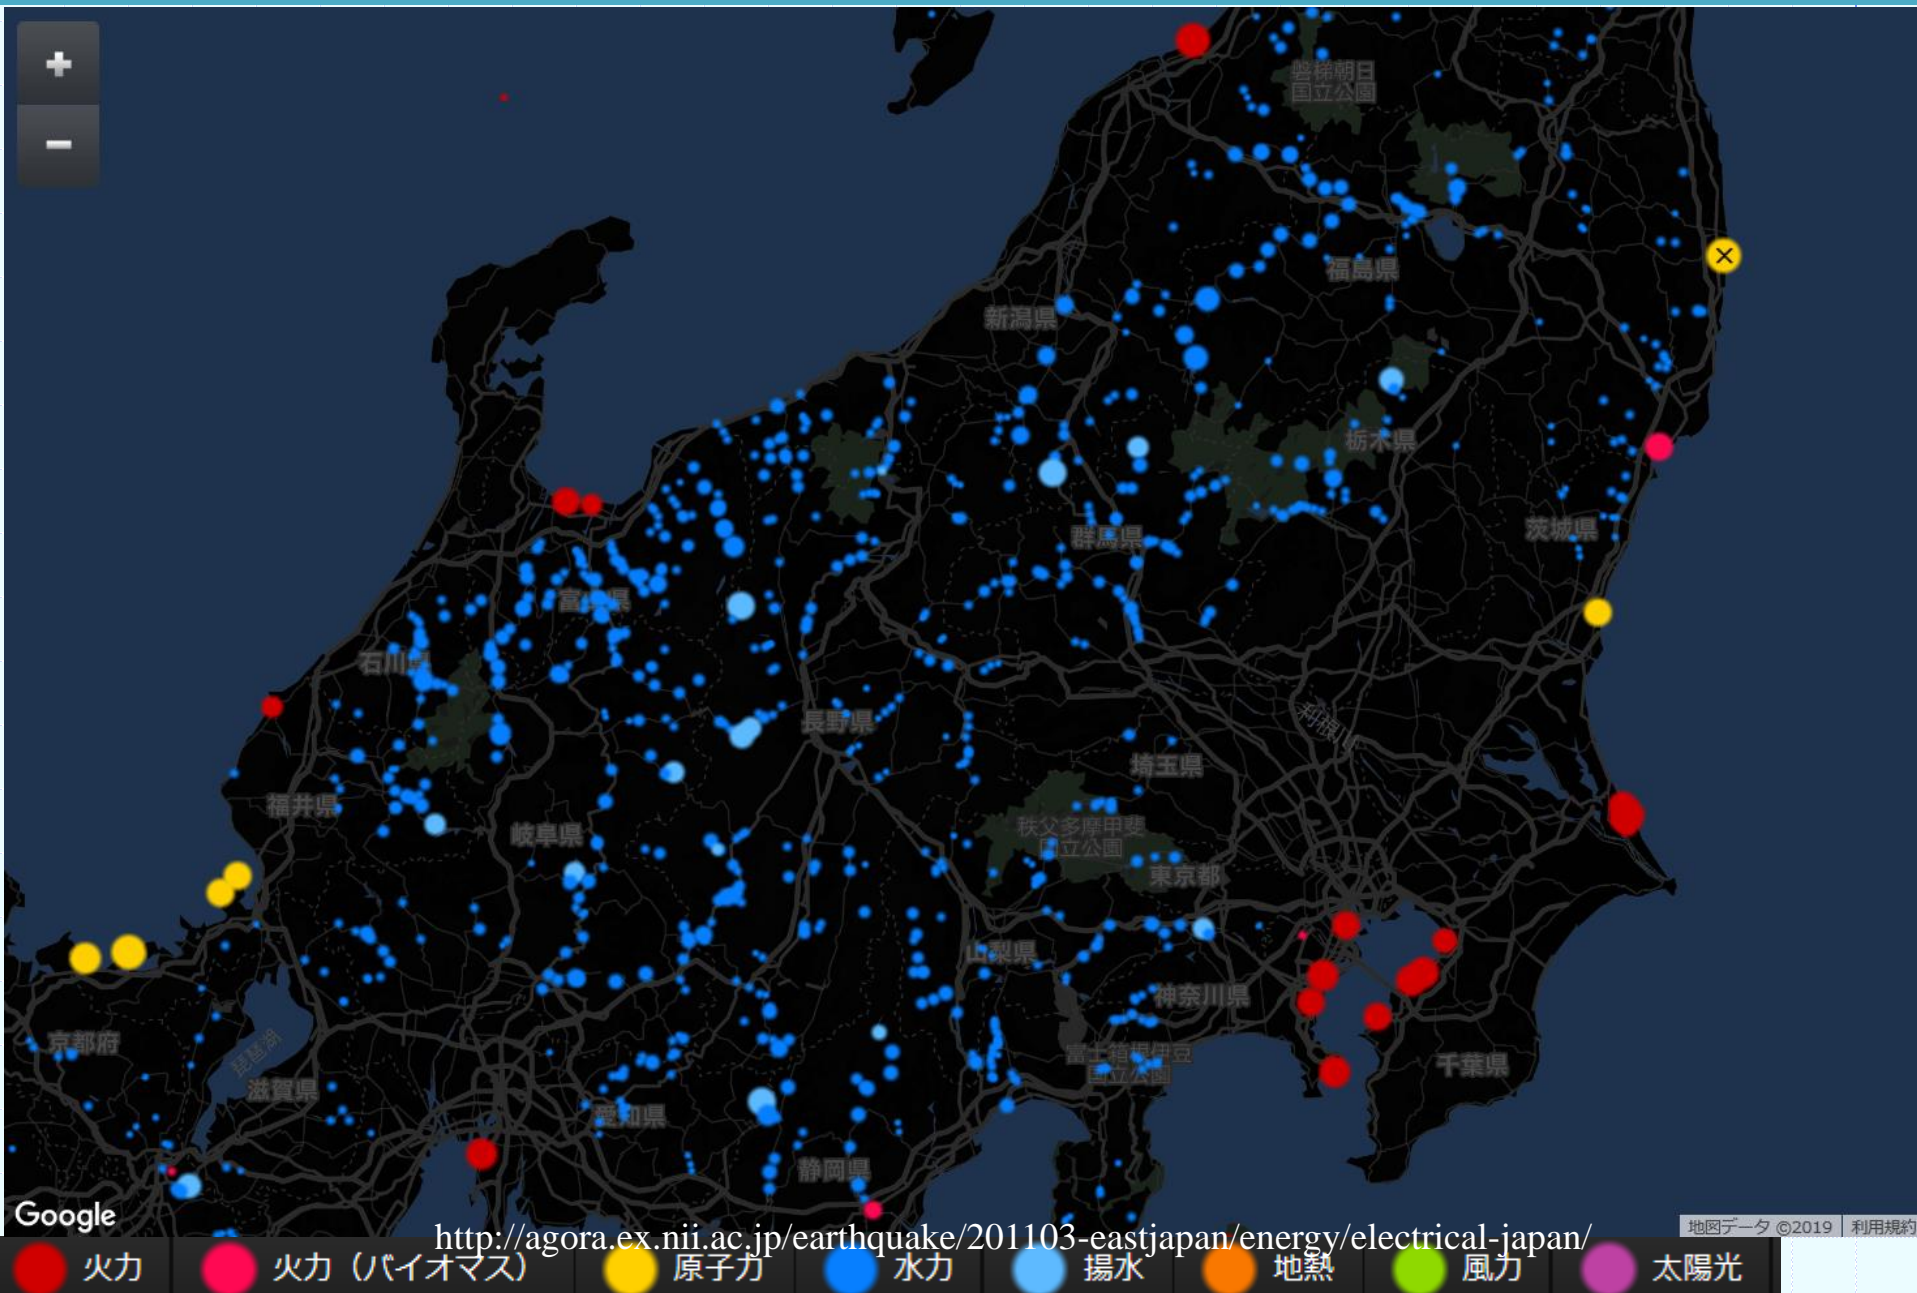 +
磐梯朝日
国立公園
−
福島県
新潟県
栃木県
茨城県
群馬県
富山県
石川県
利根川
長野県
埼玉県
福井県
秩父多摩甲斐
国立公園
岐阜県
東京都
山梨県
神奈川県
京都府
琵琶湖
富士箱根伊豆
国立公園
千葉県
滋賀県
愛知県
静岡県
Google
地図データ ©2019 利用規約
http://agora.ex.nii.ac.jp/earthquake/201103-eastjapan/energy/electrical-japan/
火力 火力（バイオマス） 原子力 水力 揚水 地熱 風力 太陽光